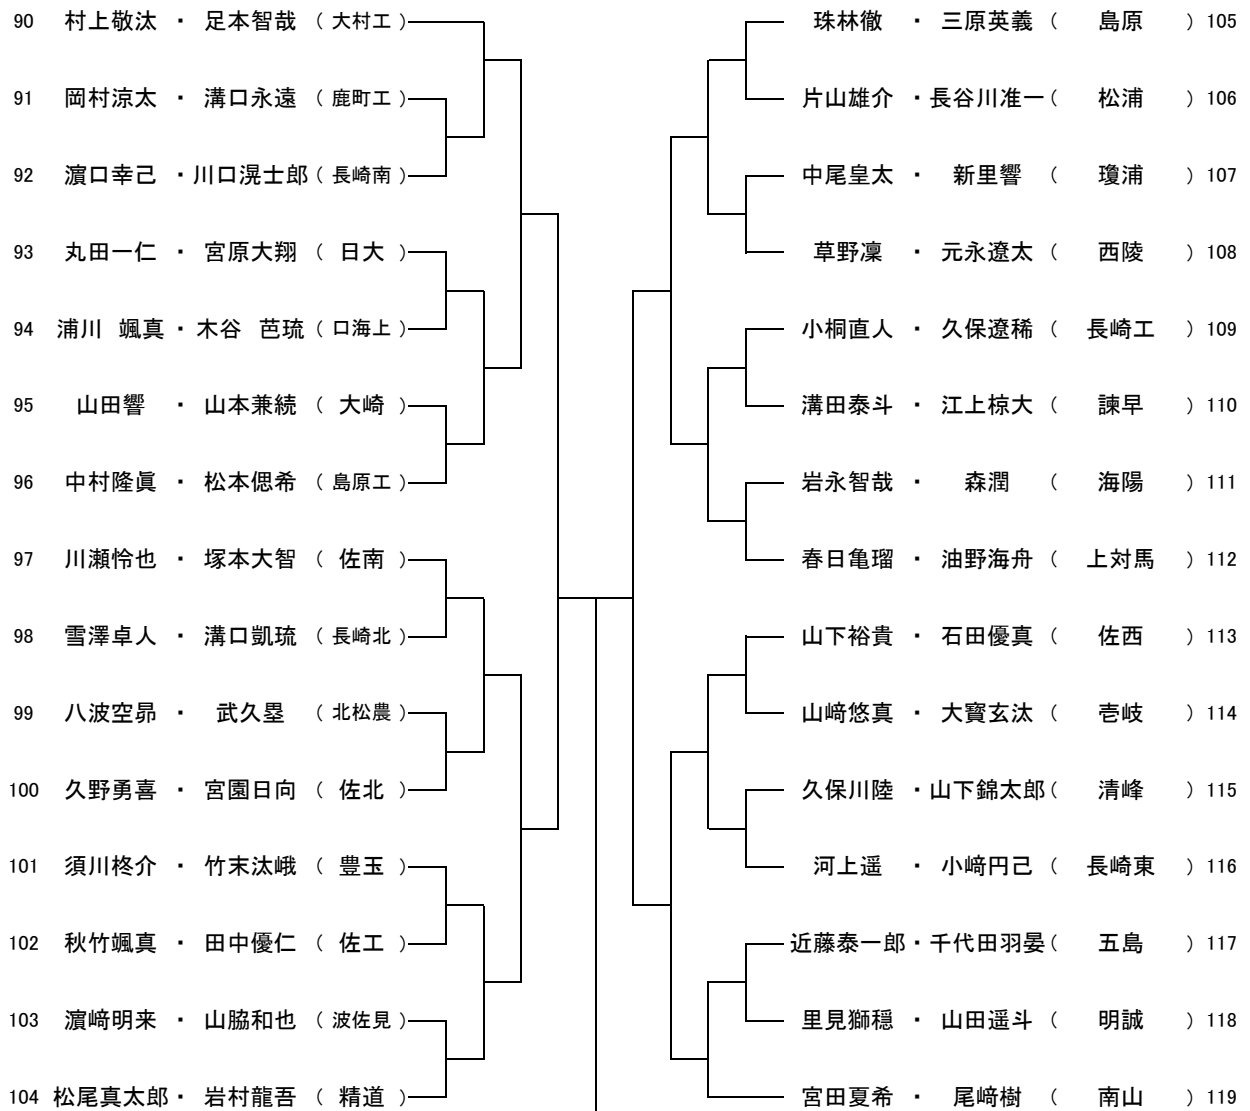 90 村上敬汰 ・ 足本智哉 （ 大村工 ）
91 岡村涼太 ・ 溝口永遠 （ 鹿町工 ）
92 濵口幸己 ・ 川口滉士郎 （ 長崎南 ）
93 丸田一仁 ・ 宮原大翔 （ 日大 ）
94 浦川 颯真 ・ 木谷 芭琉 （ 口海上 ）
95 山田響 ・ 山本兼続 （ 大崎 ）
96 中村隆眞 ・ 松本偲希 （ 島原工 ）
97 川瀬怜也 ・ 塚本大智 （ 佐南 ）
98 雪澤卓人 ・ 溝口凱琉 （ 長崎北 ）
99 八波空昴 ・ 武久塁 （ 北松農 ）
100 久野勇喜 ・ 宮園日向 （ 佐北 ）
101 須川柊介 ・ 竹末汰峨 （ 豊玉 ）
102 秋竹颯真 ・ 田中優仁 （ 佐工 ）
103 濵﨑明来 ・ 山脇和也 （ 波佐見 ）
104 松尾真太郎 ・ 岩村龍吾 （ 精道 ）
珠林徹 ・ 三原英義 （ 島原 ） 105
片山雄介 ・ 長谷川准一 （ 松浦 ） 106
中尾皇太 ・ 新里響 （ 瓊浦 ） 107
草野凜 ・ 元永遼太 （ 西陵 ） 108
小桐直人 ・ 久保遼稀 （ 長崎工 ） 109
溝田泰斗 ・ 江上椋大 （ 諫早 ） 110
岩永智哉 ・ 森潤 （ 海陽 ） 111
春日亀瑠 ・ 油野海舟 （ 上対馬 ） 112
山下裕貴 ・ 石田優真 （ 佐西 ） 113
山﨑悠真 ・ 大寳玄汰 （ 壱岐 ） 114
久保川陸 ・ 山下錦太郎 （ 清峰 ） 115
河上遥 ・ 小﨑円己 （ 長崎東 ） 116
近藤泰一郎 ・ 千代田羽晏 （ 五島 ） 117
里見獅穏 ・ 山田遥斗 （ 明誠 ） 118
宮田夏希 ・ 尾﨑樹 （ 南山 ） 119